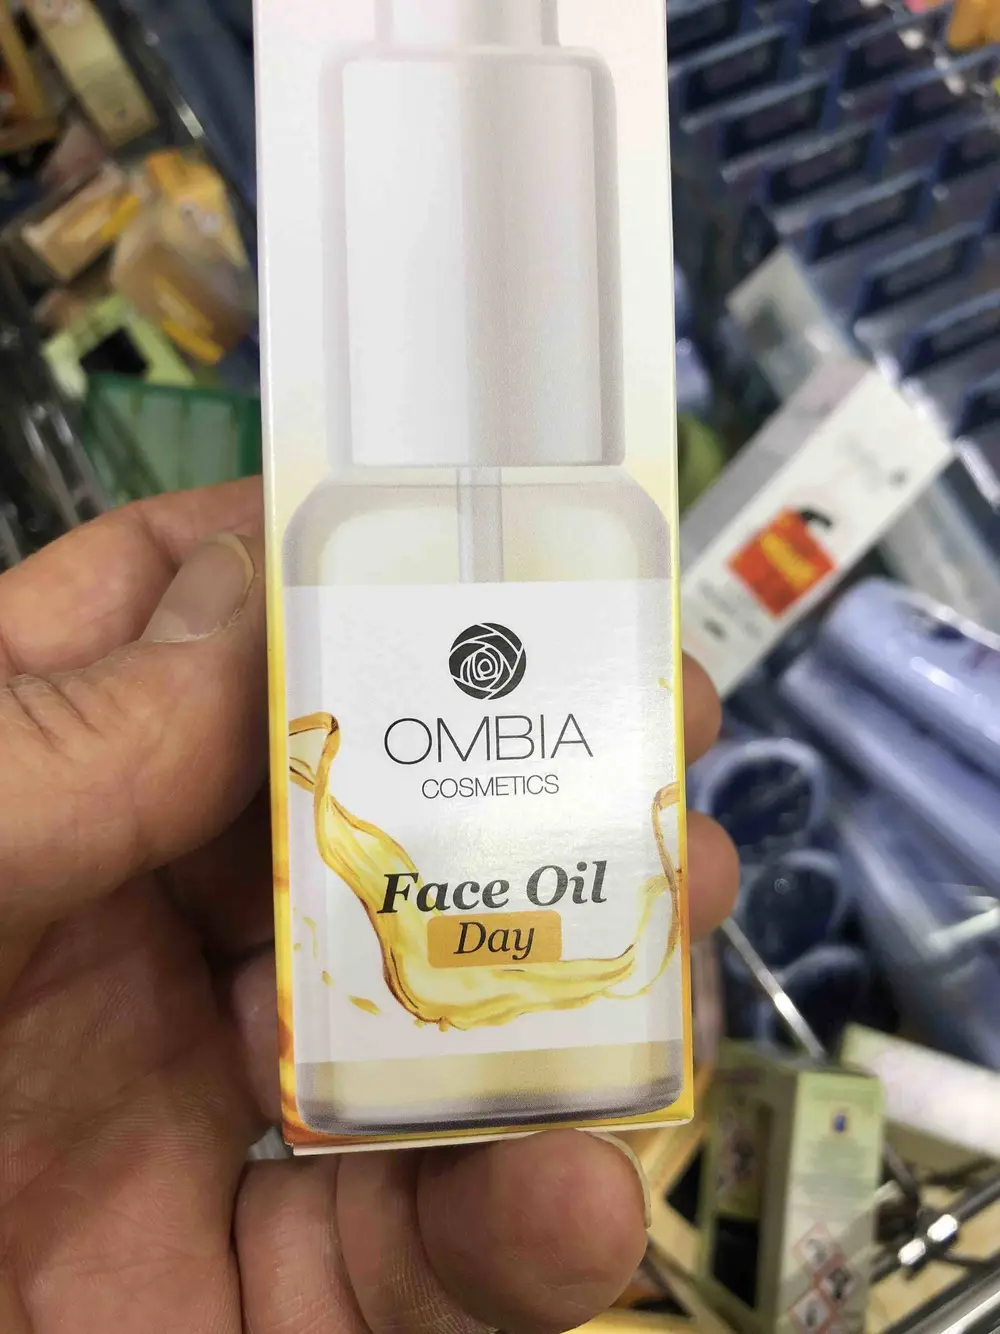 OMBIA
COSMETICS
Face Oil
Day